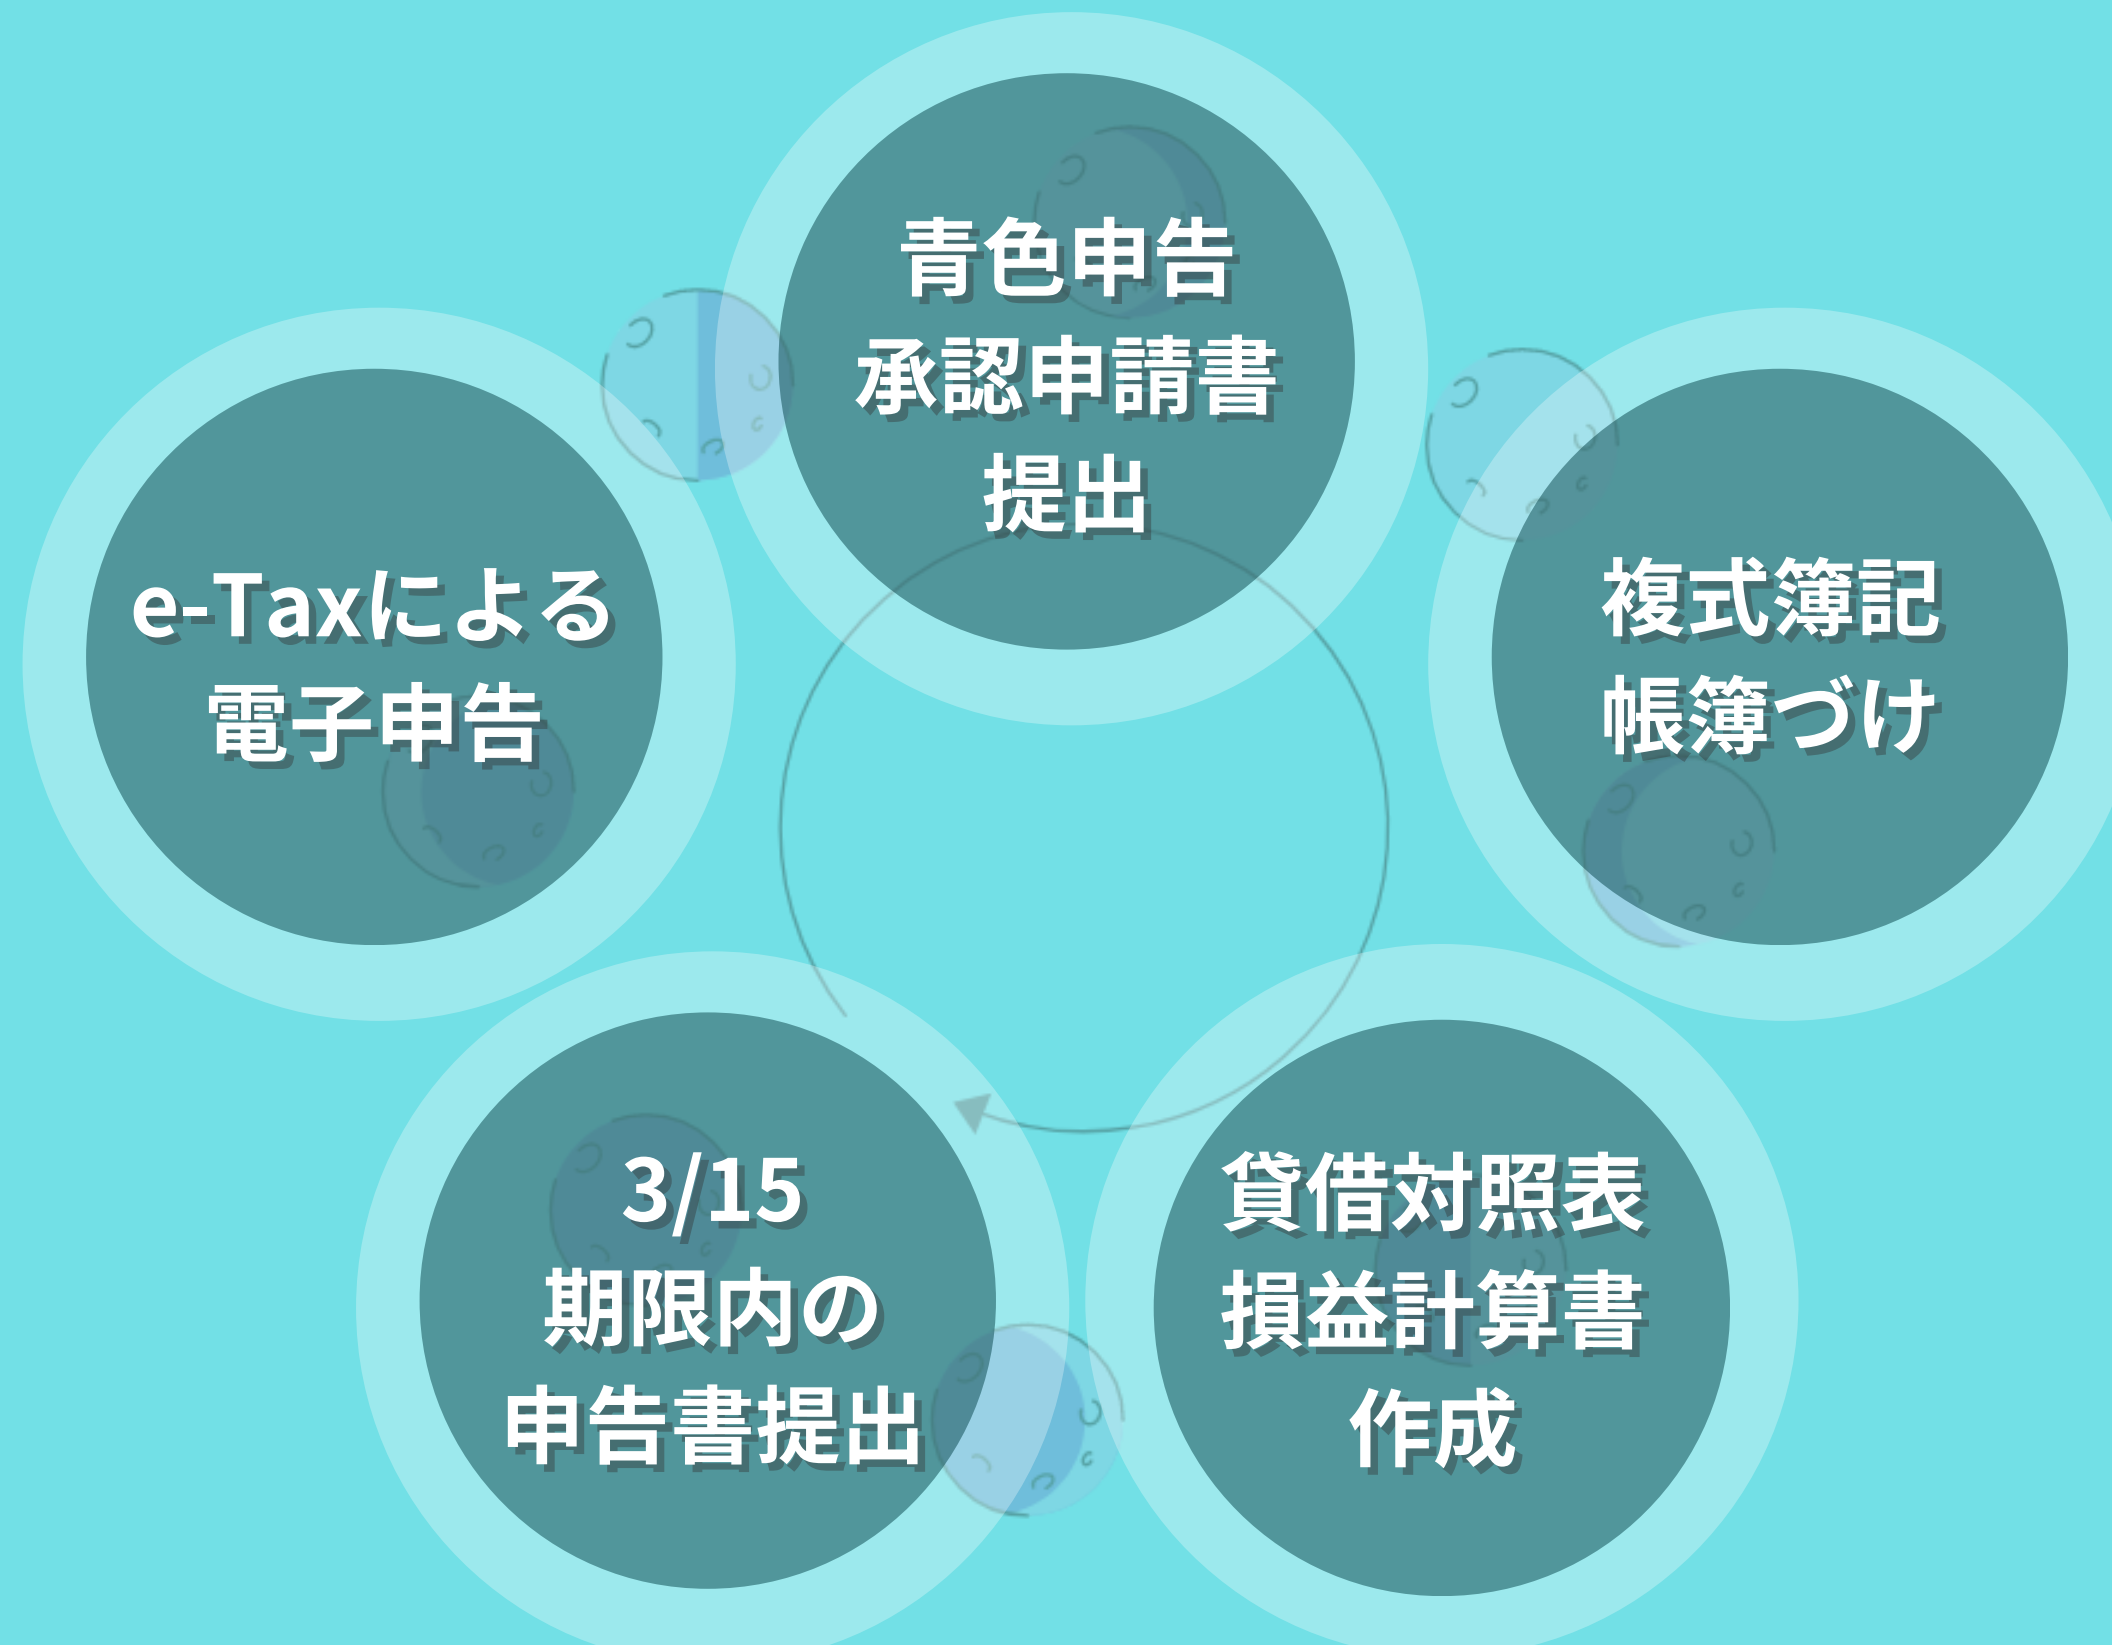 青色申告
承認申請書
提出
複式簿記
帳簿づけ
貸借対照表
損益計算書
作成
3/15
期限内の
申告書提出
e-Taxによる
電子申告